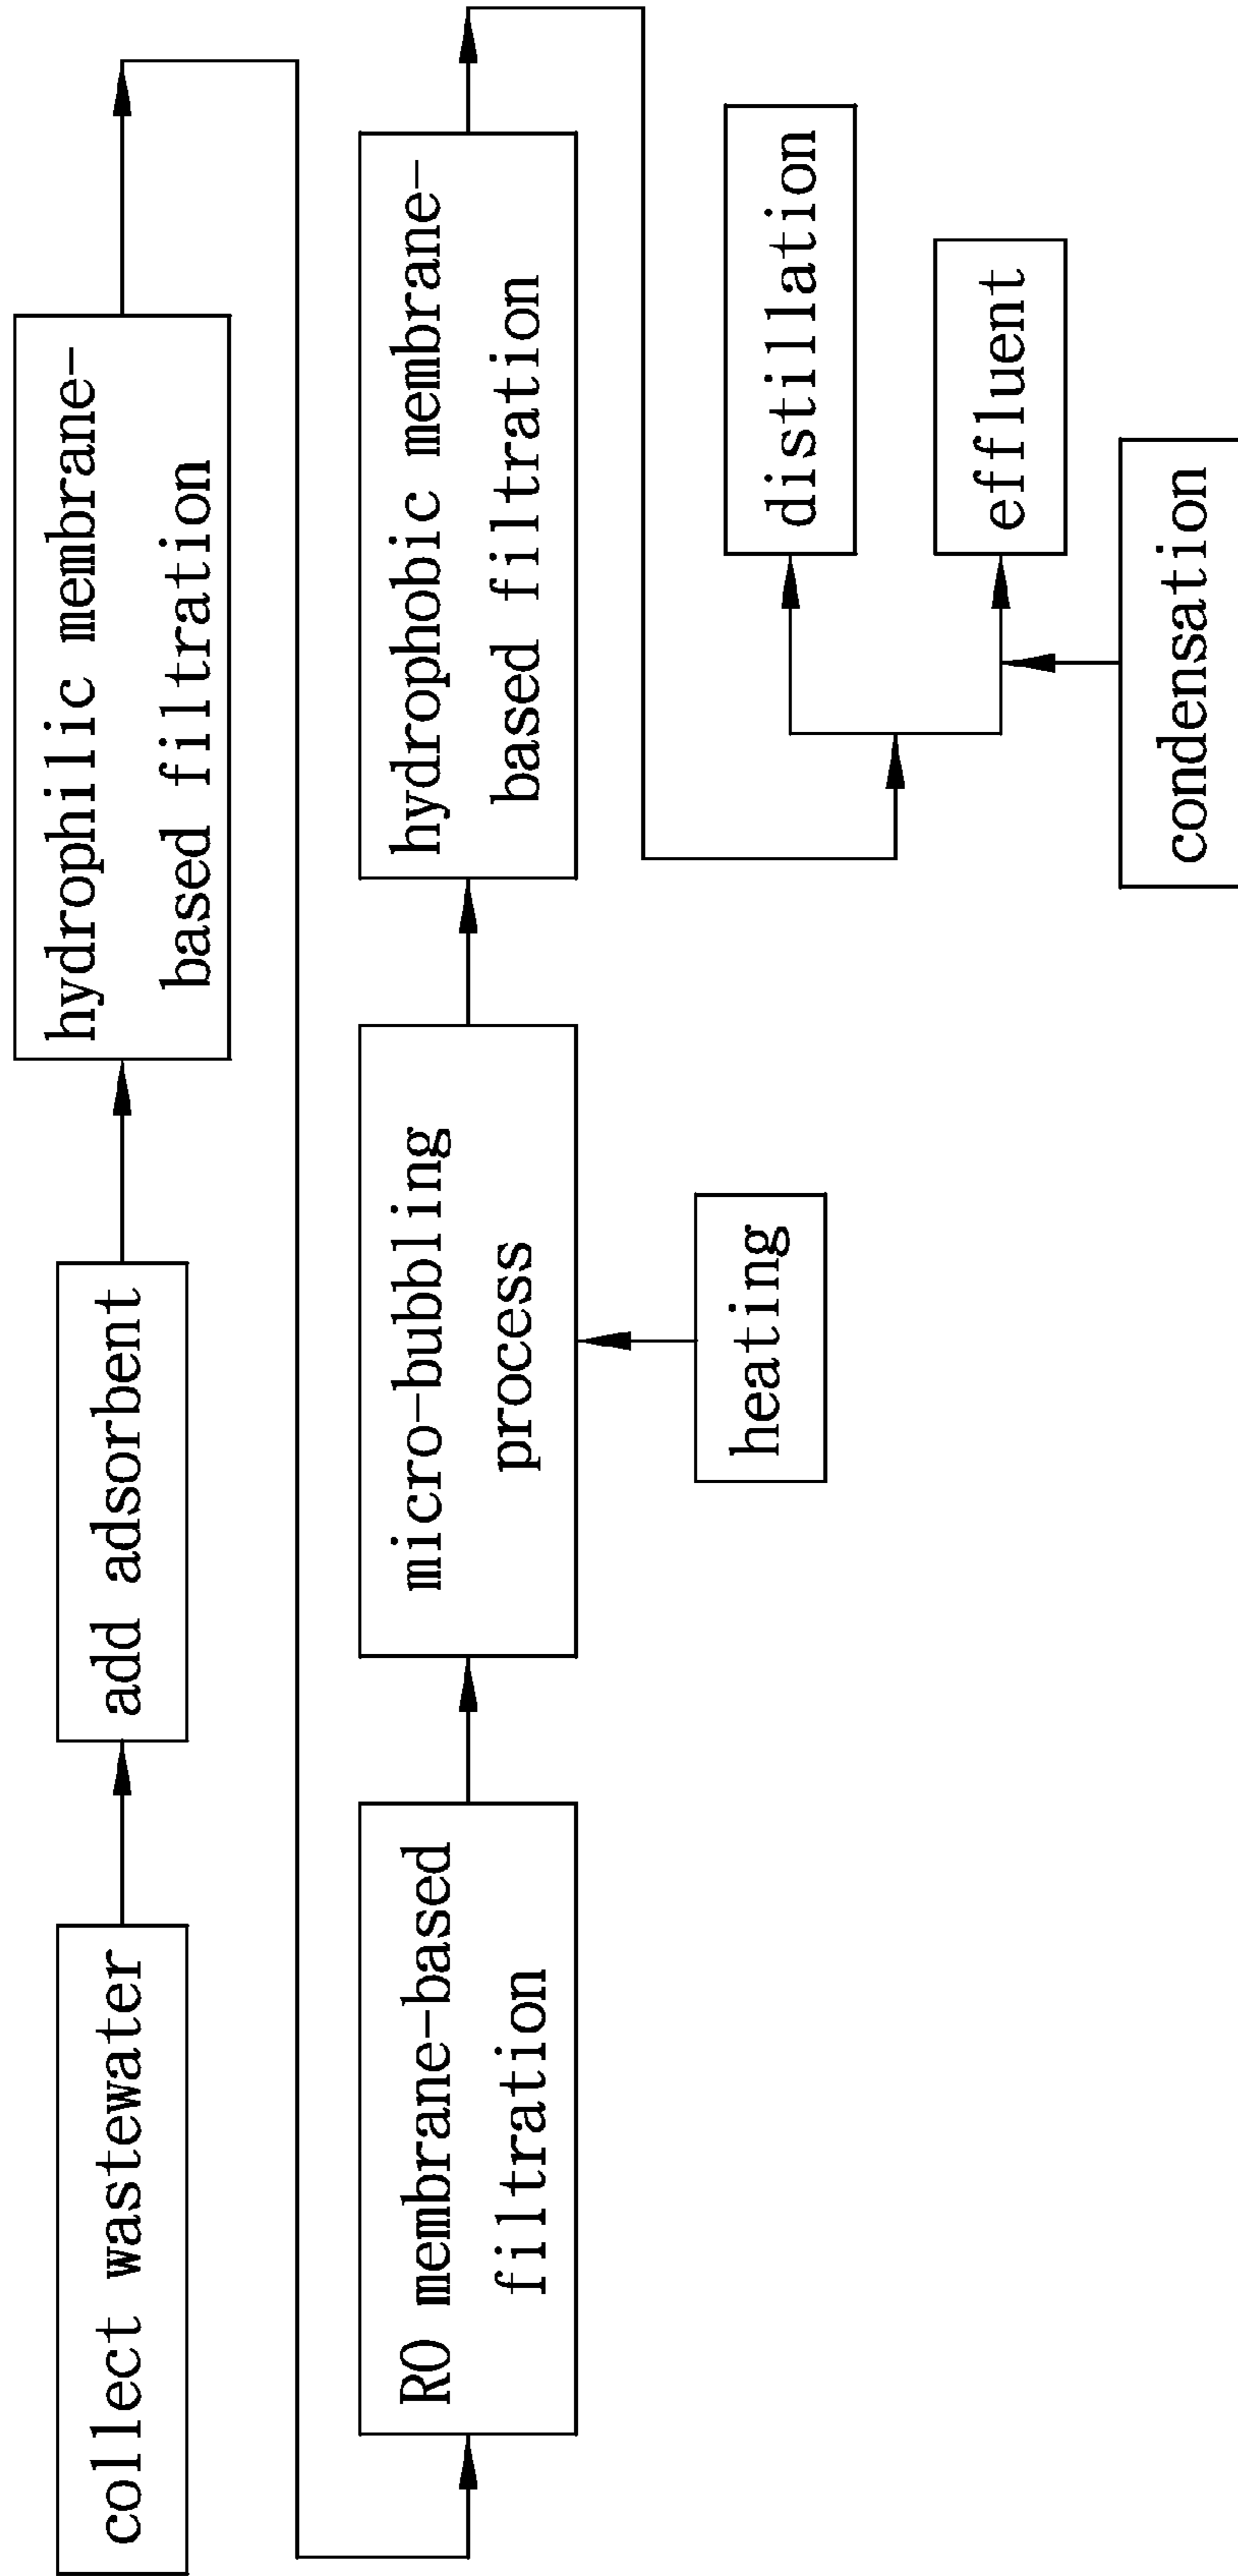 collect wastewater
add adsorbent
hydrophilic membrane-
based filtration
RO membrane-based
filtration
micro-bubbling
process
heating
hydrophobic membrane-
based filtration
distillation
effluent
condensation